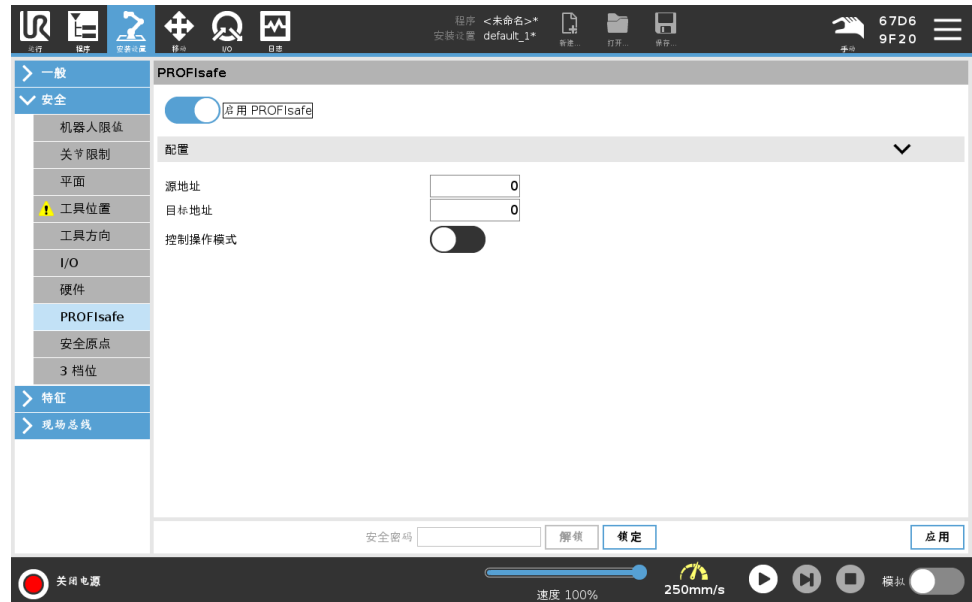 UR
程序 <未命名>*
安装设置 default_1*
67D6
9F20
运行 程序 安装设置 移动 I/O 日志 新建... 打开... 保存... 手动
一般
安全
机器人限值
关节限制
平面
工具位置
工具方向
I/O
硬件
PROFIsafe
安全原点
3 档位
特征
现场总线
PROFIsafe
启用 PROFIsafe
配置
源地址 0
目标地址 0
控制操作模式
安全密码 解锁 锁定 应用
关闭电源
速度 100%
250mm/s
模拟